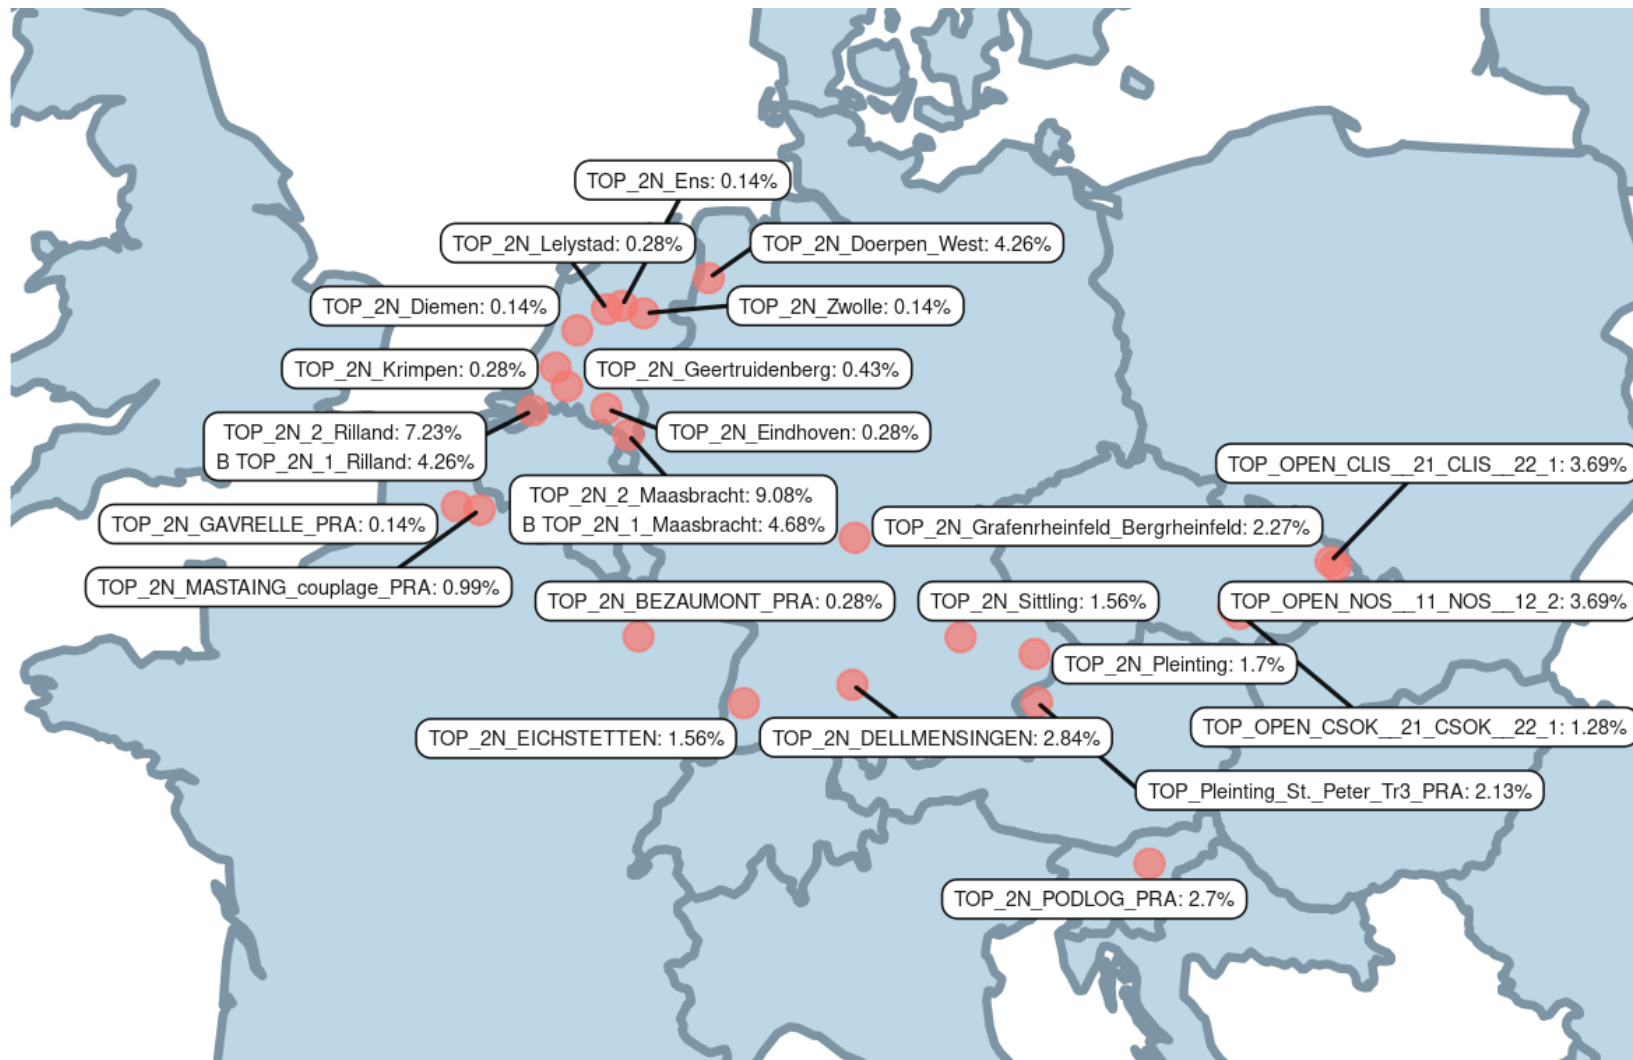 TOP_2N_Ens: 0.14%
TOP_2N_Lelystad: 0.28%
TOP_2N_Doerpen_West: 4.26%
TOP_2N_Diemen: 0.14%
TOP_2N_Zwolle: 0.14%
TOP_2N_Krimpen: 0.28%
TOP_2N_Geertruidenberg: 0.43%
TOP_2N_2_Rilland: 7.23%
B TOP_2N_1_Rilland: 4.26%
TOP_2N_Eindhoven: 0.28%
TOP_OPEN_CLIS__21_CLIS__22_1: 3.69%
TOP_2N_2_Maasbracht: 9.08%
B TOP_2N_1_Maasbracht: 4.68%
TOP_2N_GAVRELLE_PRA: 0.14%
TOP_2N_Grafenrheinfeld_Bergrheinfeld: 2.27%
TOP_2N_MASTAING_couplage_PRA: 0.99%
TOP_2N_BEZAUMONT_PRA: 0.28%
TOP_2N_Sittling: 1.56%
TOP_OPEN_NOS__11_NOS__12_2: 3.69%
TOP_2N_Pleinting: 1.7%
TOP_OPEN_CSOK__21_CSOK__22_1: 1.28%
TOP_2N_EICHSTETTEN: 1.56%
TOP_2N_DELLMENSINGEN: 2.84%
TOP_Pleinting_St._Peter_Tr3_PRA: 2.13%
TOP_2N_PODLOG_PRA: 2.7%